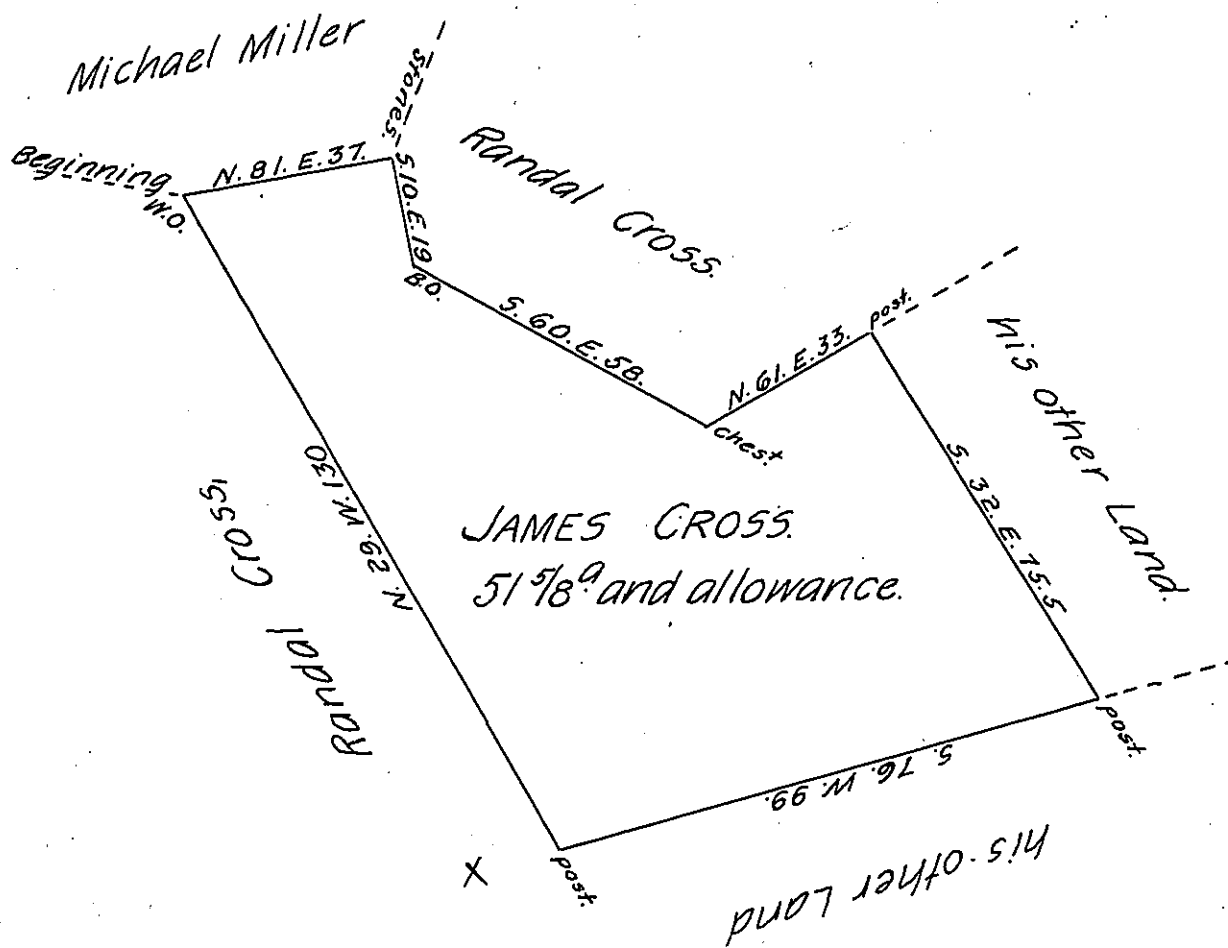 Michael Miller
Beginning
W.O.
N. 81. E. 37.
Stones.
S. 10. E. 19
B.O.
Randal Cross.
S. 60. E. 58.
chest
N. 61. E. 33.
post.
his other Land.
S. 32. E. 75.5
post.
JAMES CROSS.
51 5/8 a and allowance.
S. 76. W. 99.
his other Land
post.
X
N. 29. W. 130
Randal Cross,